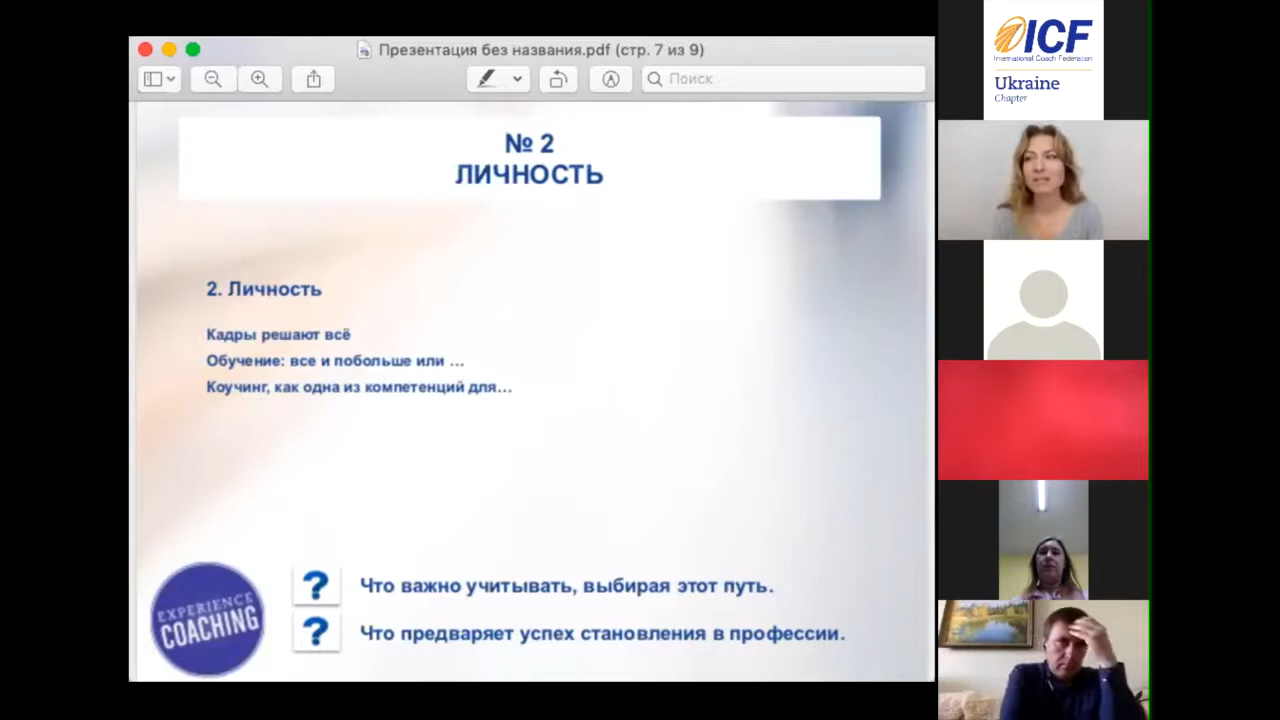 Презентация без названия.pdf (стр. 7 из 9)
Поиск
№ 2
ЛИЧНОСТЬ
2. Личность
Кадры решают всё
Обучение: все и побольше или ...
Коучинг, как одна из компетенций для...
EXPERIENCE
COACHING
? Что важно учитывать, выбирая этот путь.
? Что предваряет успех становления в профессии.
ICF
International Coach Federation
Ukraine
Chapter